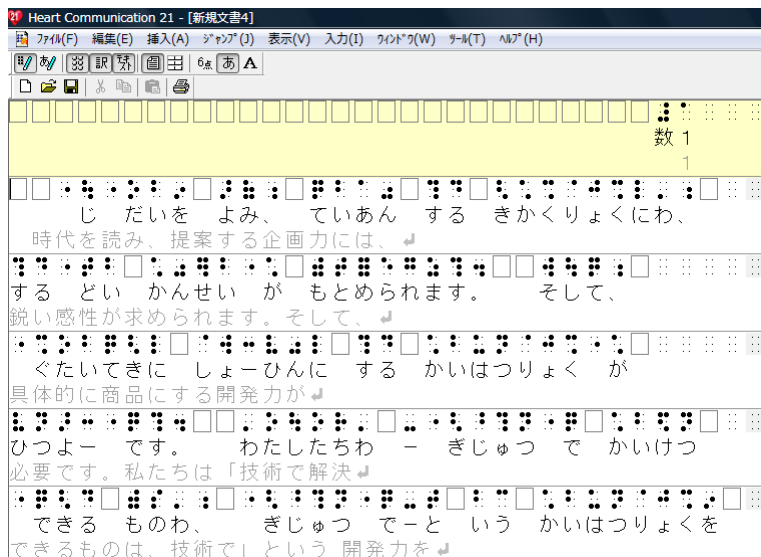 Heart Communication 21 - [新規文書4]
ﾌｧｲﾙ(F) 編集(E) 挿入(A) ｼﾞｬﾝﾌﾟ(J) 表示(V) 入力(I) ｳｨﾝﾄﾞｳ(W) ﾂｰﾙ(T) ﾍﾙﾌﾟ(H)
訳 6点 あ A
数 1
1
じ だいを よみ、 ていあん する きかくりょくにわ、
時代を読み、提案する企画力には、
する どい かんせい が もとめられます。 そして、
鋭い感性が求められます。そして、
ぐたいてきに しょーひんに する かいはつりょく が
具体的に商品にする開発力が
ひつよー です。 わたしたちわ － ぎじゅつ で かいけつ
必要です。私たちは「技術で解決
できる ものわ、 ぎじゅつ でーと いう かいはつりょくを
できるものは、技術で」という 開発力を